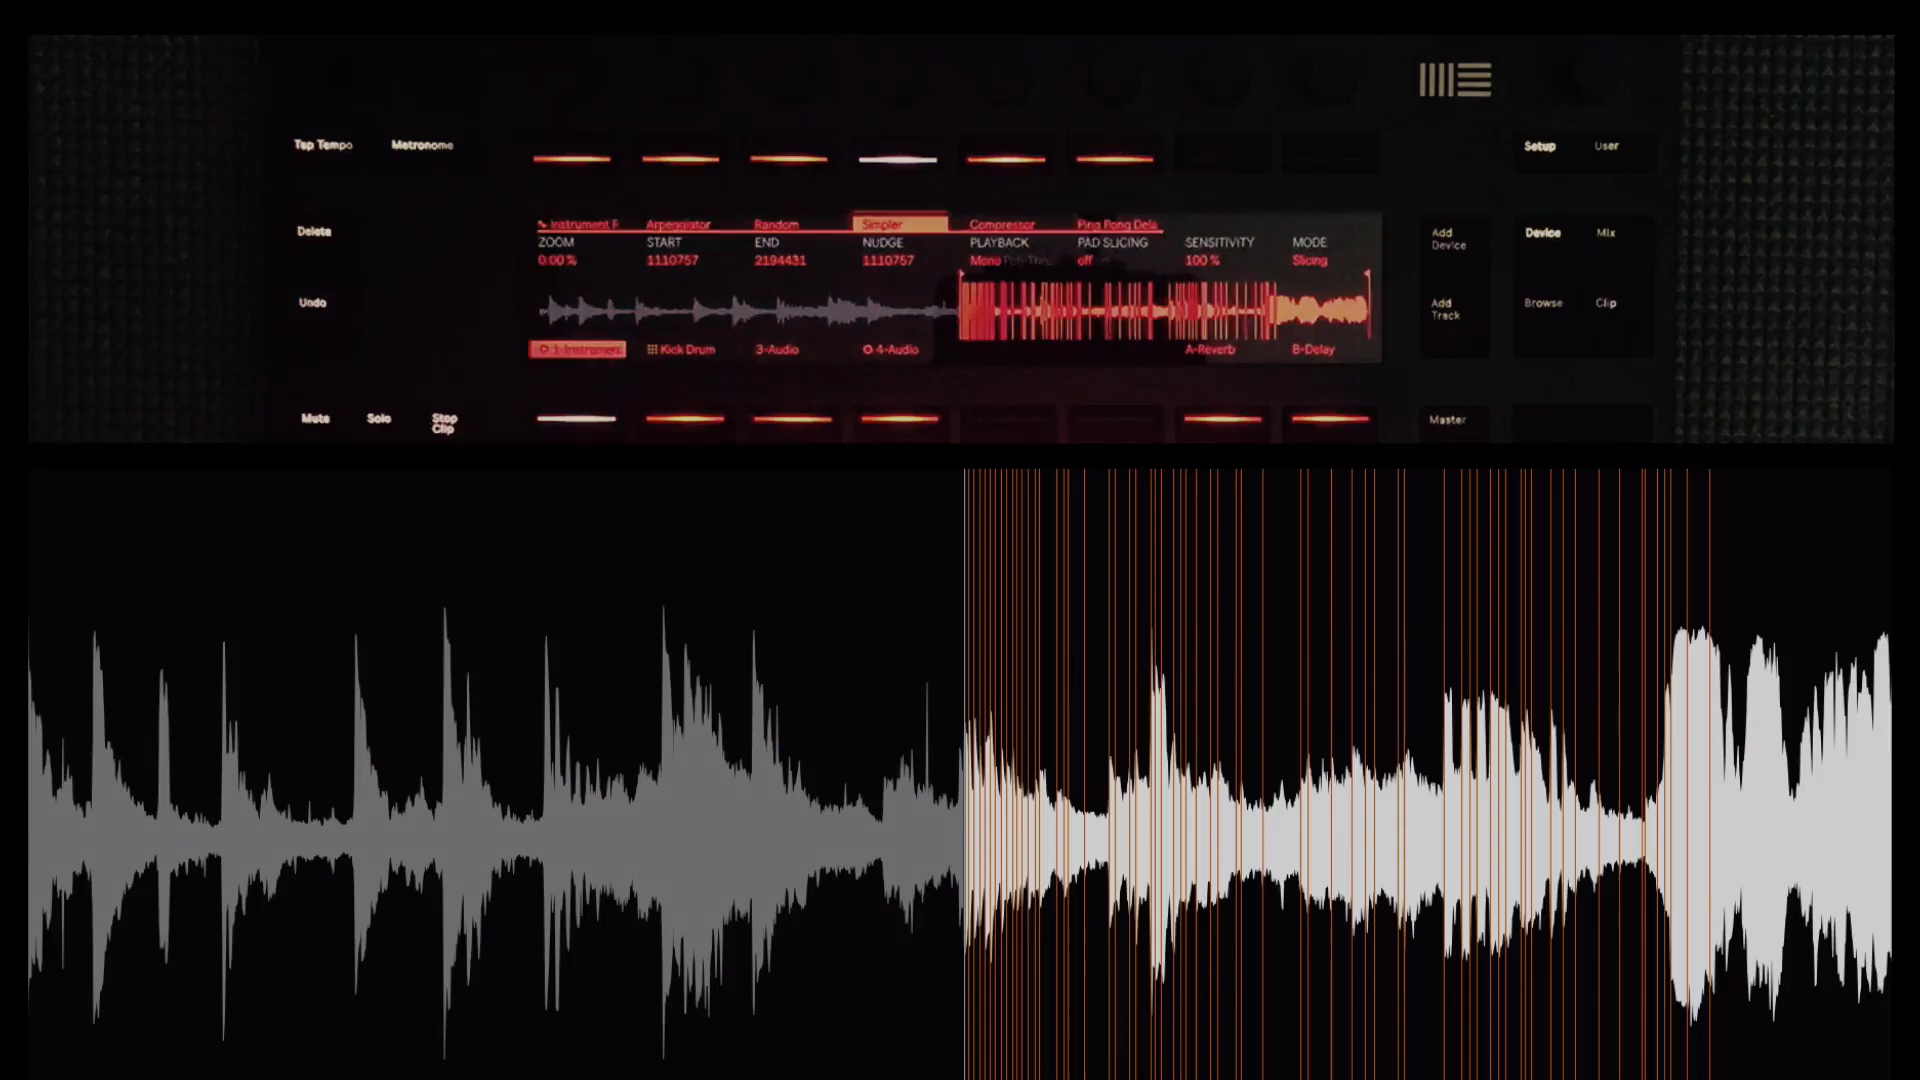 Tap Tempo Metronome Setup User
Delete Add Device Device Mix
Instrument R Arpeggiator Random Simpler Compressor Ping Pong Dela
ZOOM START END NUDGE PLAYBACK PAD SLICING SENSITIVITY MODE
0.00 % 1110757 2194431 1110757 Mono off 100 % Slicing
Undo Add Track Browse Clip
1-Instrument Kick Drum 3-Audio 4-Audio A-Reverb B-Delay
Mute Solo Stop Clip Master